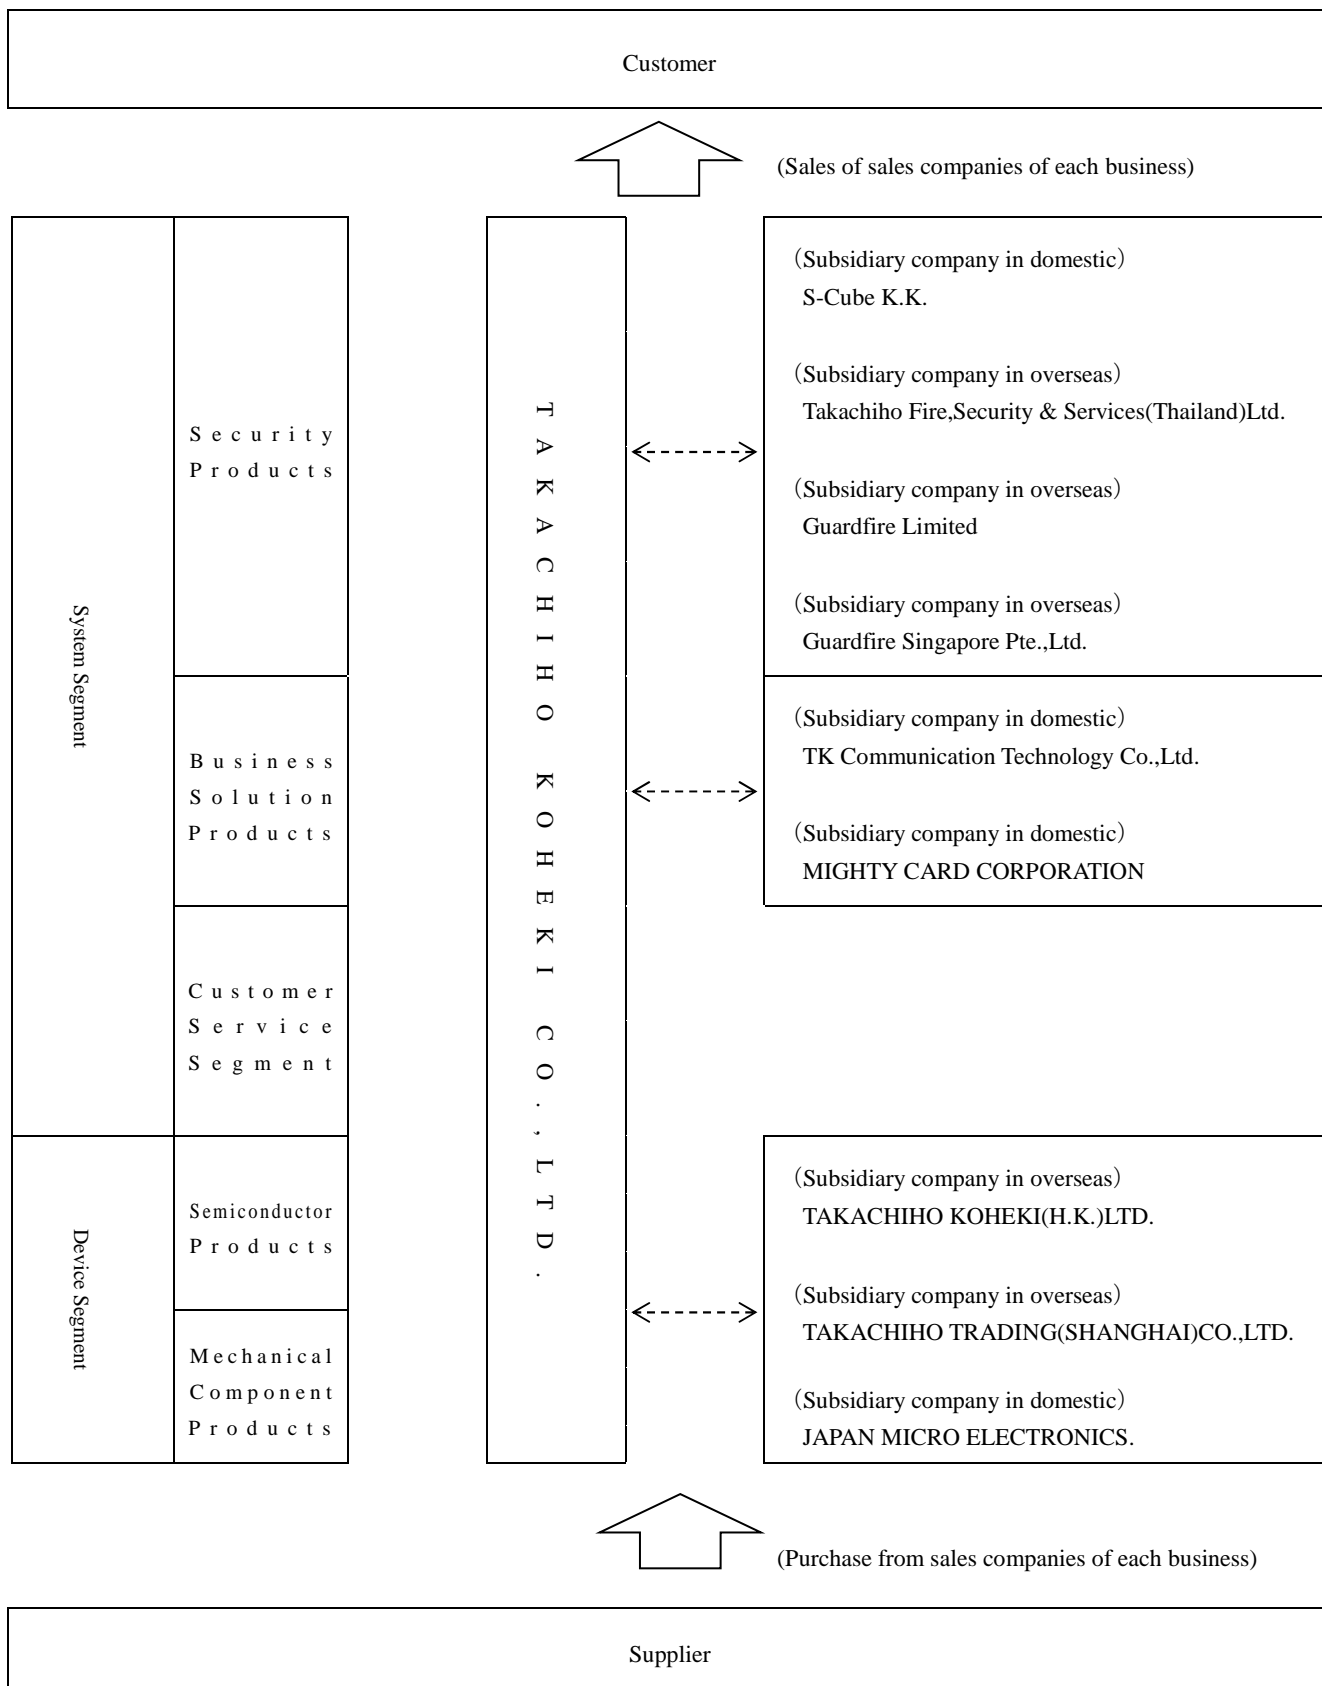 Customer
(Sales of sales companies of each business)
System Segment
Security
Products
Business
Solution
Products
Customer
Service
Segment
Device Segment
Semiconductor
Products
Mechanical
Component
Products
TAKACHIHO KOHEKI CO.,LTD.
（Subsidiary company in domestic）
S-Cube K.K.
（Subsidiary company in overseas）
Takachiho Fire,Security & Services(Thailand)Ltd.
（Subsidiary company in overseas）
Guardfire Limited
（Subsidiary company in overseas）
Guardfire Singapore Pte.,Ltd.
（Subsidiary company in domestic）
TK Communication Technology Co.,Ltd.
（Subsidiary company in domestic）
MIGHTY CARD CORPORATION
（Subsidiary company in overseas）
TAKACHIHO KOHEKI(H.K.)LTD.
（Subsidiary company in overseas）
TAKACHIHO TRADING(SHANGHAI)CO.,LTD.
（Subsidiary company in domestic）
JAPAN MICRO ELECTRONICS.
(Purchase from sales companies of each business)
Supplier